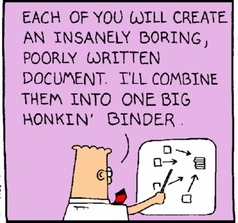 EACH OF YOU WILL CREATE
AN INSANELY BORING,
POORLY WRITTEN
DOCUMENT. I'LL COMBINE
THEM INTO ONE BIG
HONKIN' BINDER.